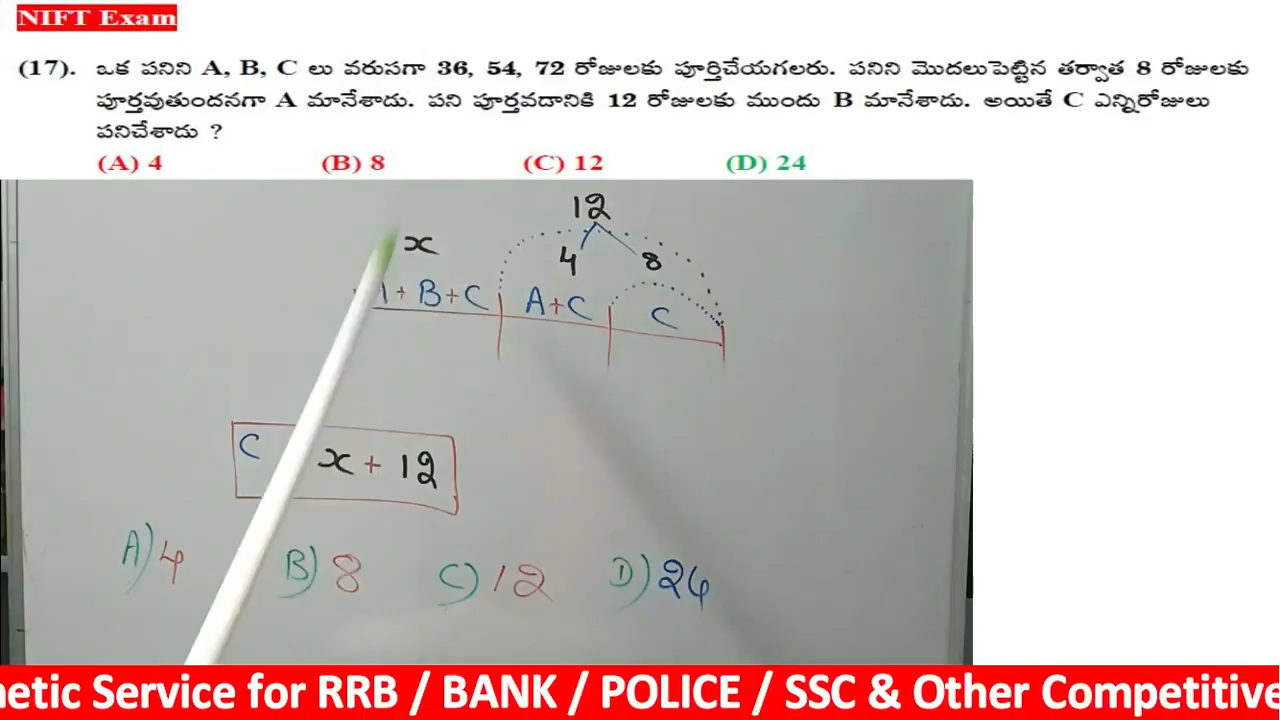 NIFT Exam
(17). ఒక పనిని A, B, C లు వరుసగా 36, 54, 72 రోజులకు పూర్తిచేయగలరు. పనిని మొదలుపెట్టిన తర్వాత 8 రోజులకు
పూర్తవుతుందనగా A మానేశాడు. పని పూర్తవడానికి 12 రోజులకు ముందు B మానేశాడు. అయితే C ఎన్నిరోజులు
పనిచేశాడు ?
(A) 4 (B) 8 (C) 12 (D) 24
12
x 4 8
+ B + C A + C C
C x + 12
A) 4 B) 8 C) 12 D) 24
netic Service for RRB / BANK / POLICE / SSC & Other Competitive